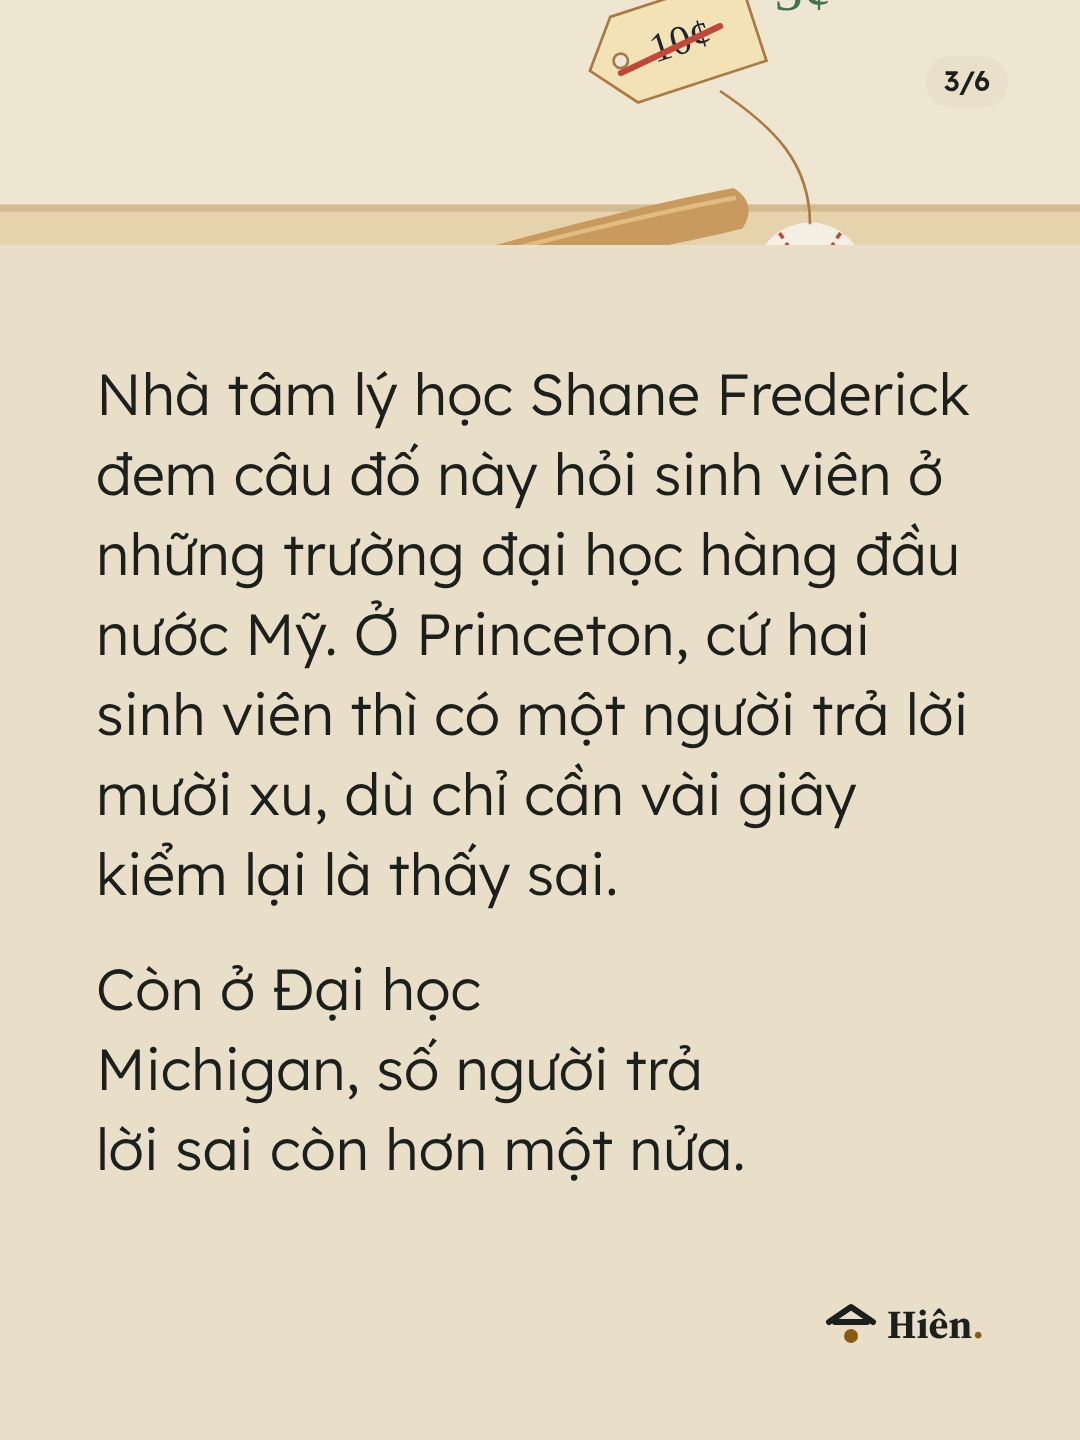 10¢
3/6
Nhà tâm lý học Shane Frederick
đem câu đố này hỏi sinh viên ở
những trường đại học hàng đầu
nước Mỹ. Ở Princeton, cứ hai
sinh viên thì có một người trả lời
mười xu, dù chỉ cần vài giây
kiểm lại là thấy sai.
Còn ở Đại học
Michigan, số người trả
lời sai còn hơn một nửa.
Hiên.